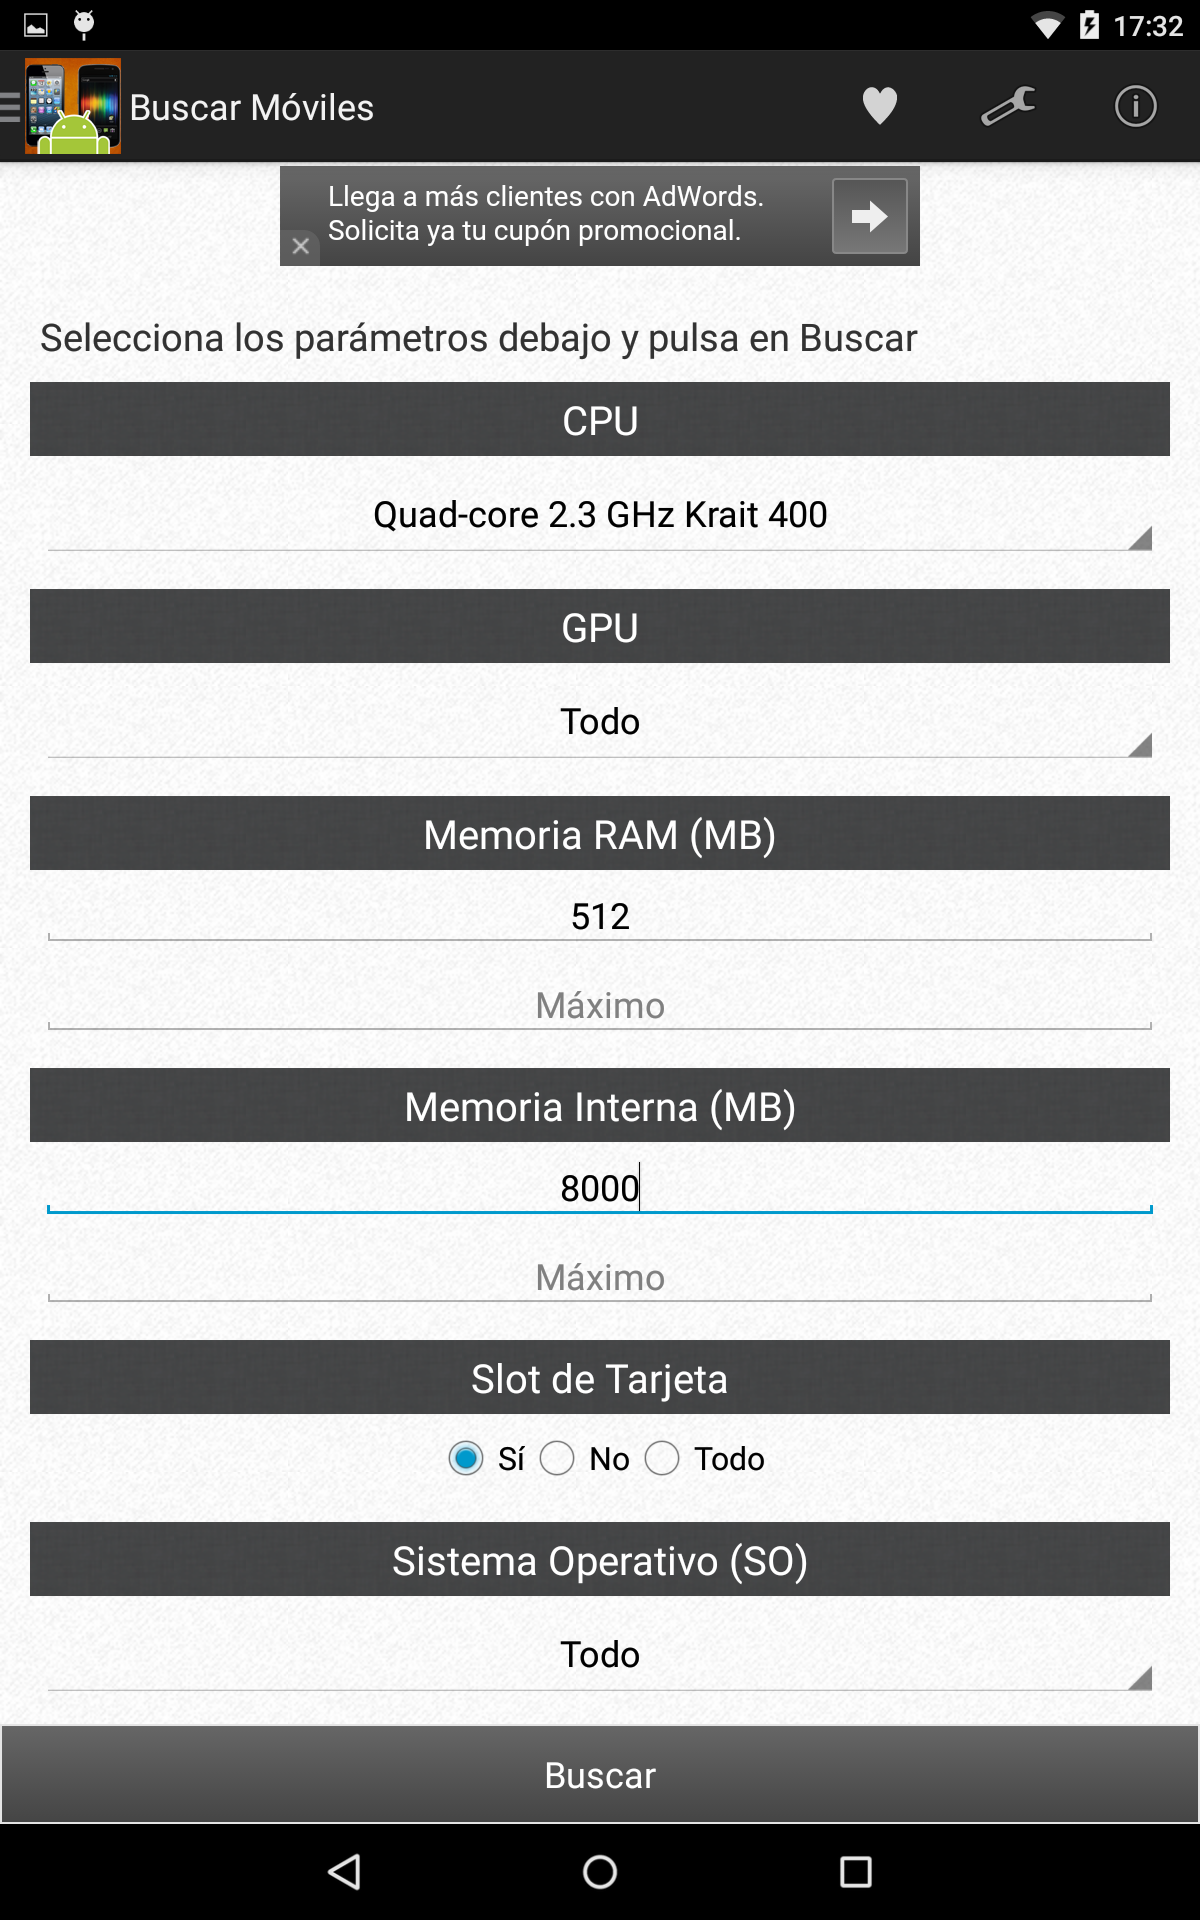 17:32
Buscar Móviles
Llega a más clientes con AdWords.
Solicita ya tu cupón promocional.
Selecciona los parámetros debajo y pulsa en Buscar
CPU
Quad-core 2.3 GHz Krait 400
GPU
Todo
Memoria RAM (MB)
512
Máximo
Memoria Interna (MB)
8000
Máximo
Slot de Tarjeta
Sí No Todo
Sistema Operativo (SO)
Todo
Buscar